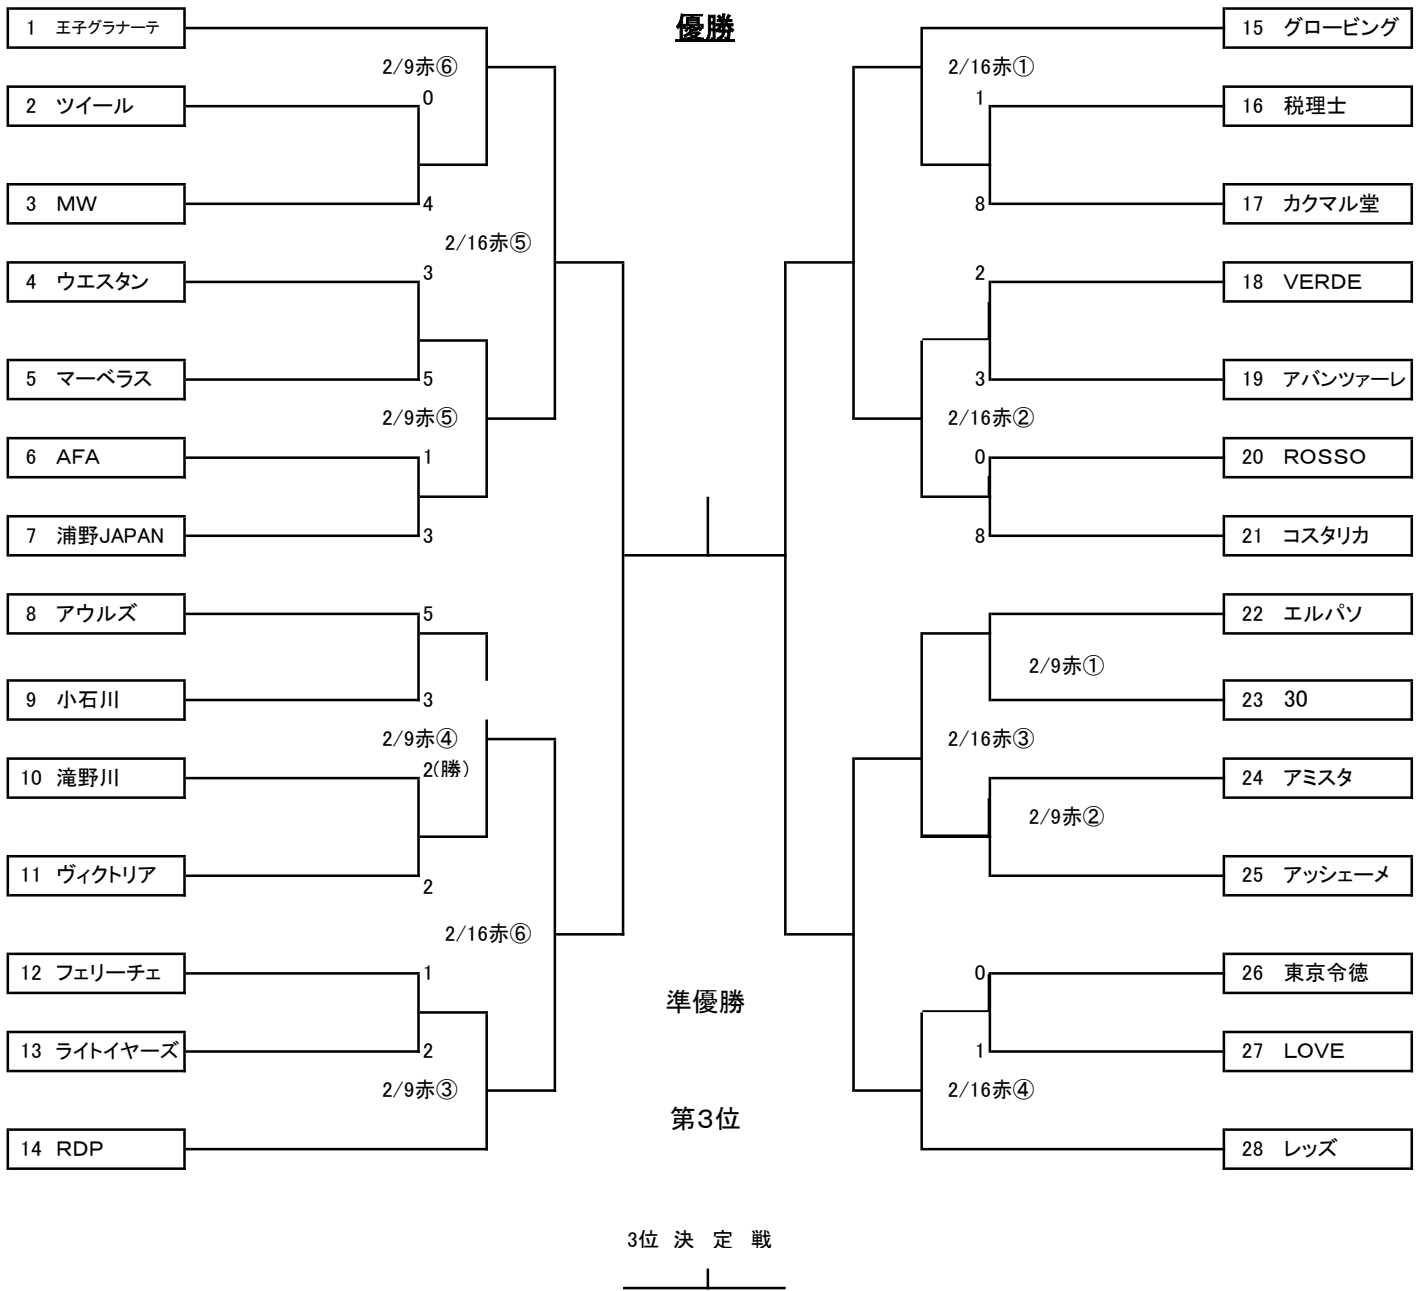 優勝
1 王子グラナーテ
2/9赤⑥
2 ツイール
0
3 MW
4
2/16赤⑤
4 ウエスタン
3
5 マーベラス
5
2/9赤⑤
6 AFA
1
7 浦野JAPAN
3
8 アウルズ
5
9 小石川
3
2/9赤④
10 滝野川
2(勝)
11 ヴィクトリア
2
2/16赤⑥
12 フェリーチェ
1
13 ライトイヤーズ
2
2/9赤③
14 RDP
15 グロービング
2/16赤①
1
16 税理士
8
17 カクマル堂
2
18 VERDE
3
19 アバンツァーレ
2/16赤②
0
20 ROSSO
8
21 コスタリカ
22 エルパソ
2/9赤①
23 30
2/16赤③
24 アミスタ
2/9赤②
25 アッシェーメ
0
26 東京令徳
1
27 LOVE
2/16赤④
28 レッズ
準優勝
第3位
3位 決 定 戦